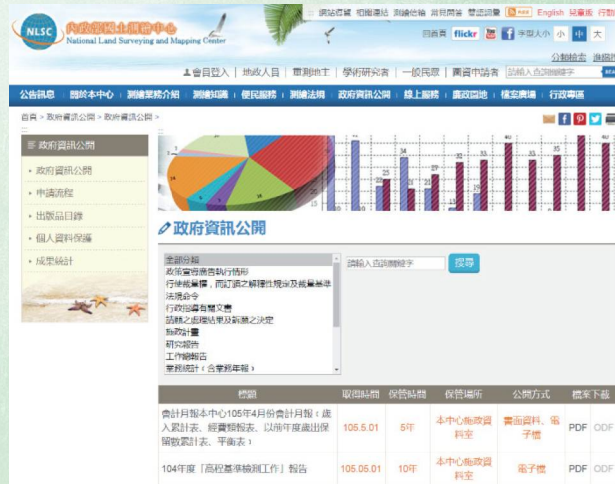 網站導覽 相關連結 測繪信箱 常見問答 雙語詞彙 RSS English 兒童版
NLSC 內政部國土測繪中心
National Land Surveying and Mapping Center
回首頁 flickr 字型大小 小 中 大
分類檢索
會員登入 | 地政人員 | 重測地主 | 學術研究者 | 一般民眾 | 圖資申請者 請輸入查詢關鍵字
公告訊息 關於本中心 測繪業務介紹 測繪知識 便民服務 測繪法規 政府資訊公開 線上服務 廉政園地 檔案廣場 行政專區
首頁 > 政府資訊公開 > 政府資訊公開 >
政府資訊公開
政府資訊公開
申請流程
出版品目錄
個人資料保護
成果統計
政府資訊公開
全部分類
政策宣導廣告執行情形
行使裁量權，而訂頒之解釋性規定及裁量基準
法規命令
行政指導有關文書
請願之處理結果及訴願之決定
施政計畫
研究報告
工作總報告
業務統計（含業務年報）
請輸入查詢關鍵字 搜尋
標題 取得時間 保管時間 保管場所 公開方式 檔案下載
會計月報本中心105年4月份會計月報：歲
入累計表、經費類報表、以前年度歲出保
留數累計表、平衡表）
105.5.01 5年 本中心施政資
料室 書面資料、電
子檔 PDF ODF
104年度「高程基準檢測工作」報告 105.05.01 10年 本中心施政資
料室 電子檔 PDF ODF